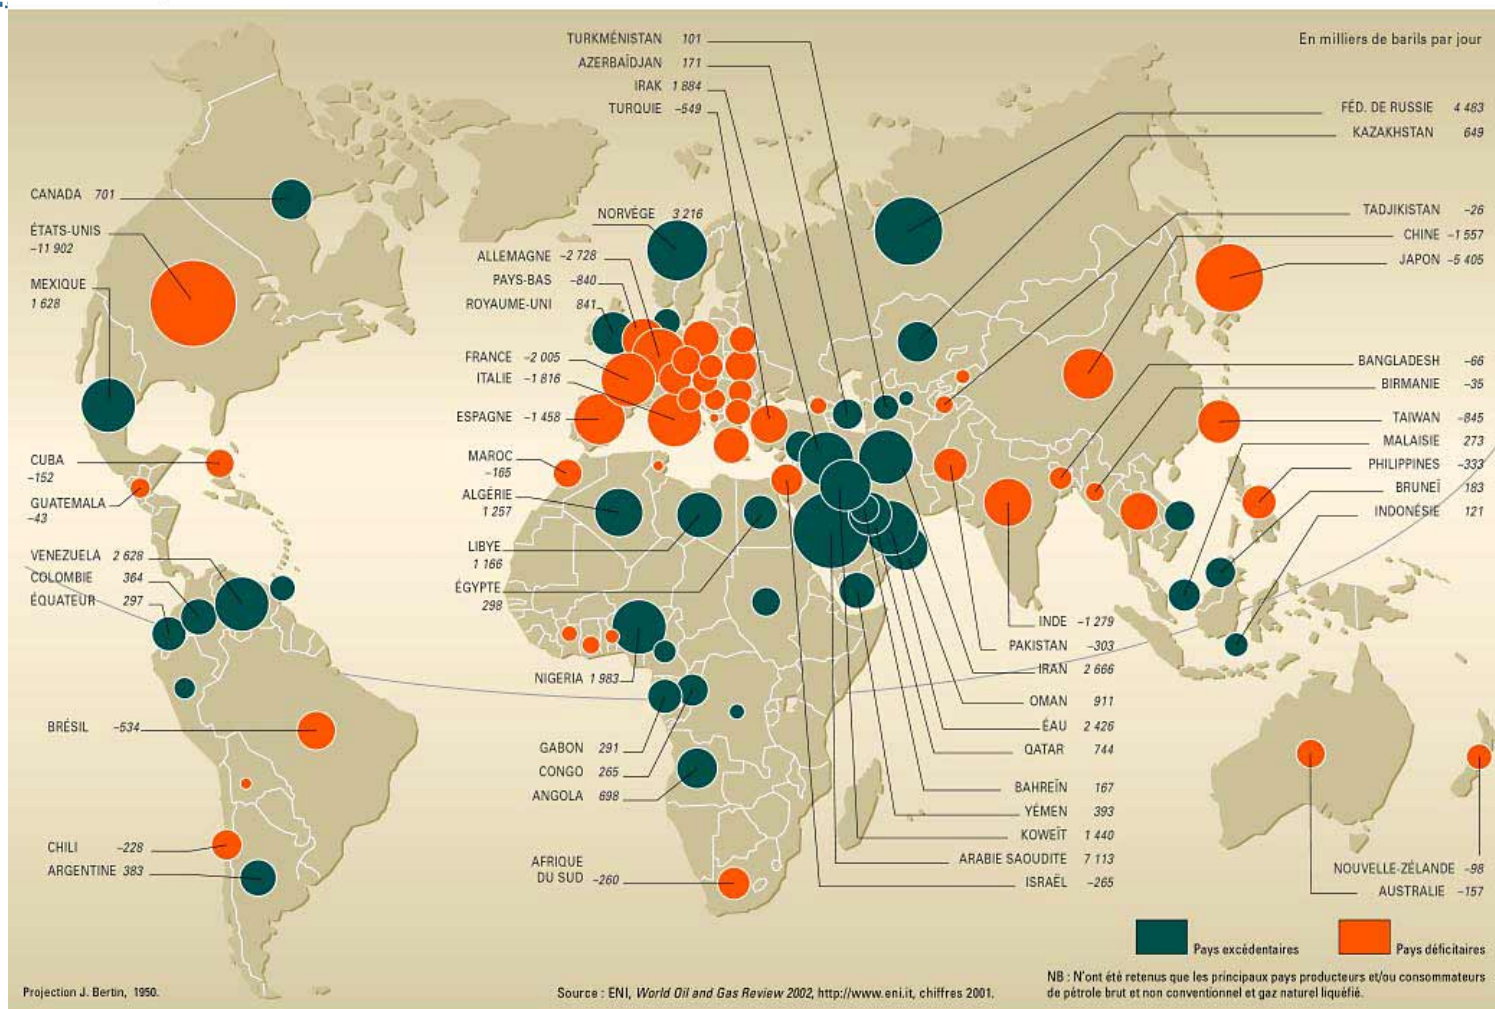 TURKMÉNISTAN 101
AZERBAÏDJAN 171
IRAK 1 884
TURQUIE –549
En milliers de barils par jour
FÉD. DE RUSSIE 4 483
KAZAKHSTAN 649
CANADA 701
ÉTATS-UNIS
–11 902
MEXIQUE
1 628
NORVÈGE 3 216
ALLEMAGNE –2 728
PAYS-BAS –840
ROYAUME-UNI 841
FRANCE –2 005
ITALIE –1 816
ESPAGNE –1 458
TADJIKISTAN –26
CHINE –1 557
JAPON –5 405
BANGLADESH –66
BIRMANIE –35
TAIWAN –845
MALAISIE 273
PHILIPPINES –333
BRUNEÏ 183
INDONÉSIE 121
CUBA
–152
GUATEMALA
–43
MAROC
–165
ALGÉRIE
1 257
LIBYE
1 166
ÉGYPTE
298
VENEZUELA 2 628
COLOMBIE 364
ÉQUATEUR 297
NIGERIA 1 983
INDE –1 279
PAKISTAN –303
IRAN 2 666
OMAN 911
ÉAU 2 426
QATAR 744
BAHREÏN 167
YÉMEN 393
KOWEÏT 1 440
ARABIE SAOUDITE 7 113
ISRAËL –265
BRÉSIL –534
GABON 291
CONGO 265
ANGOLA 698
CHILI –228
ARGENTINE 383
AFRIQUE
DU SUD –260
NOUVELLE-ZÉLANDE –98
AUSTRALIE –157
Pays excédentaires
Pays déficitaires
Projection J. Bertin, 1950.
Source : ENI, World Oil and Gas Review 2002, http://www.eni.it, chiffres 2001.
NB : N'ont été retenus que les principaux pays producteurs et/ou consommateurs
de pétrole brut et non conventionnel et gaz naturel liquéfié.